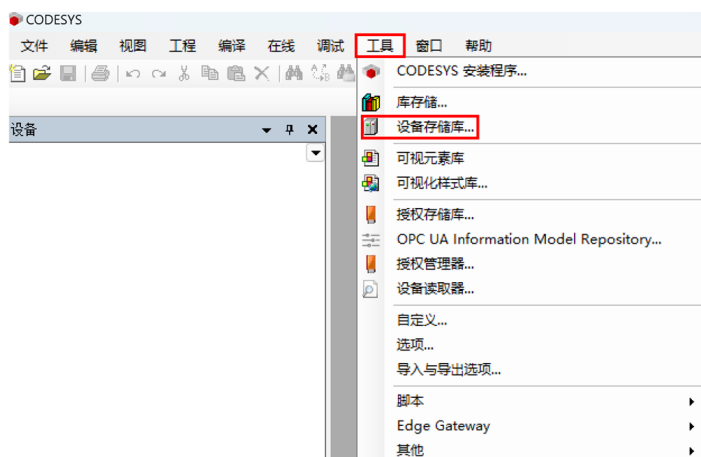 CODESYS
文件 编辑 视图 工程 编译 在线 调试 工具 窗口 帮助
CODESYS 安装程序...
库存储...
设备
设备存储库...
可视元素库
可视化样式库...
授权存储库...
OPC UA Information Model Repository...
授权管理器...
设备读取器...
自定义...
选项...
导入与导出选项...
脚本
Edge Gateway
其他